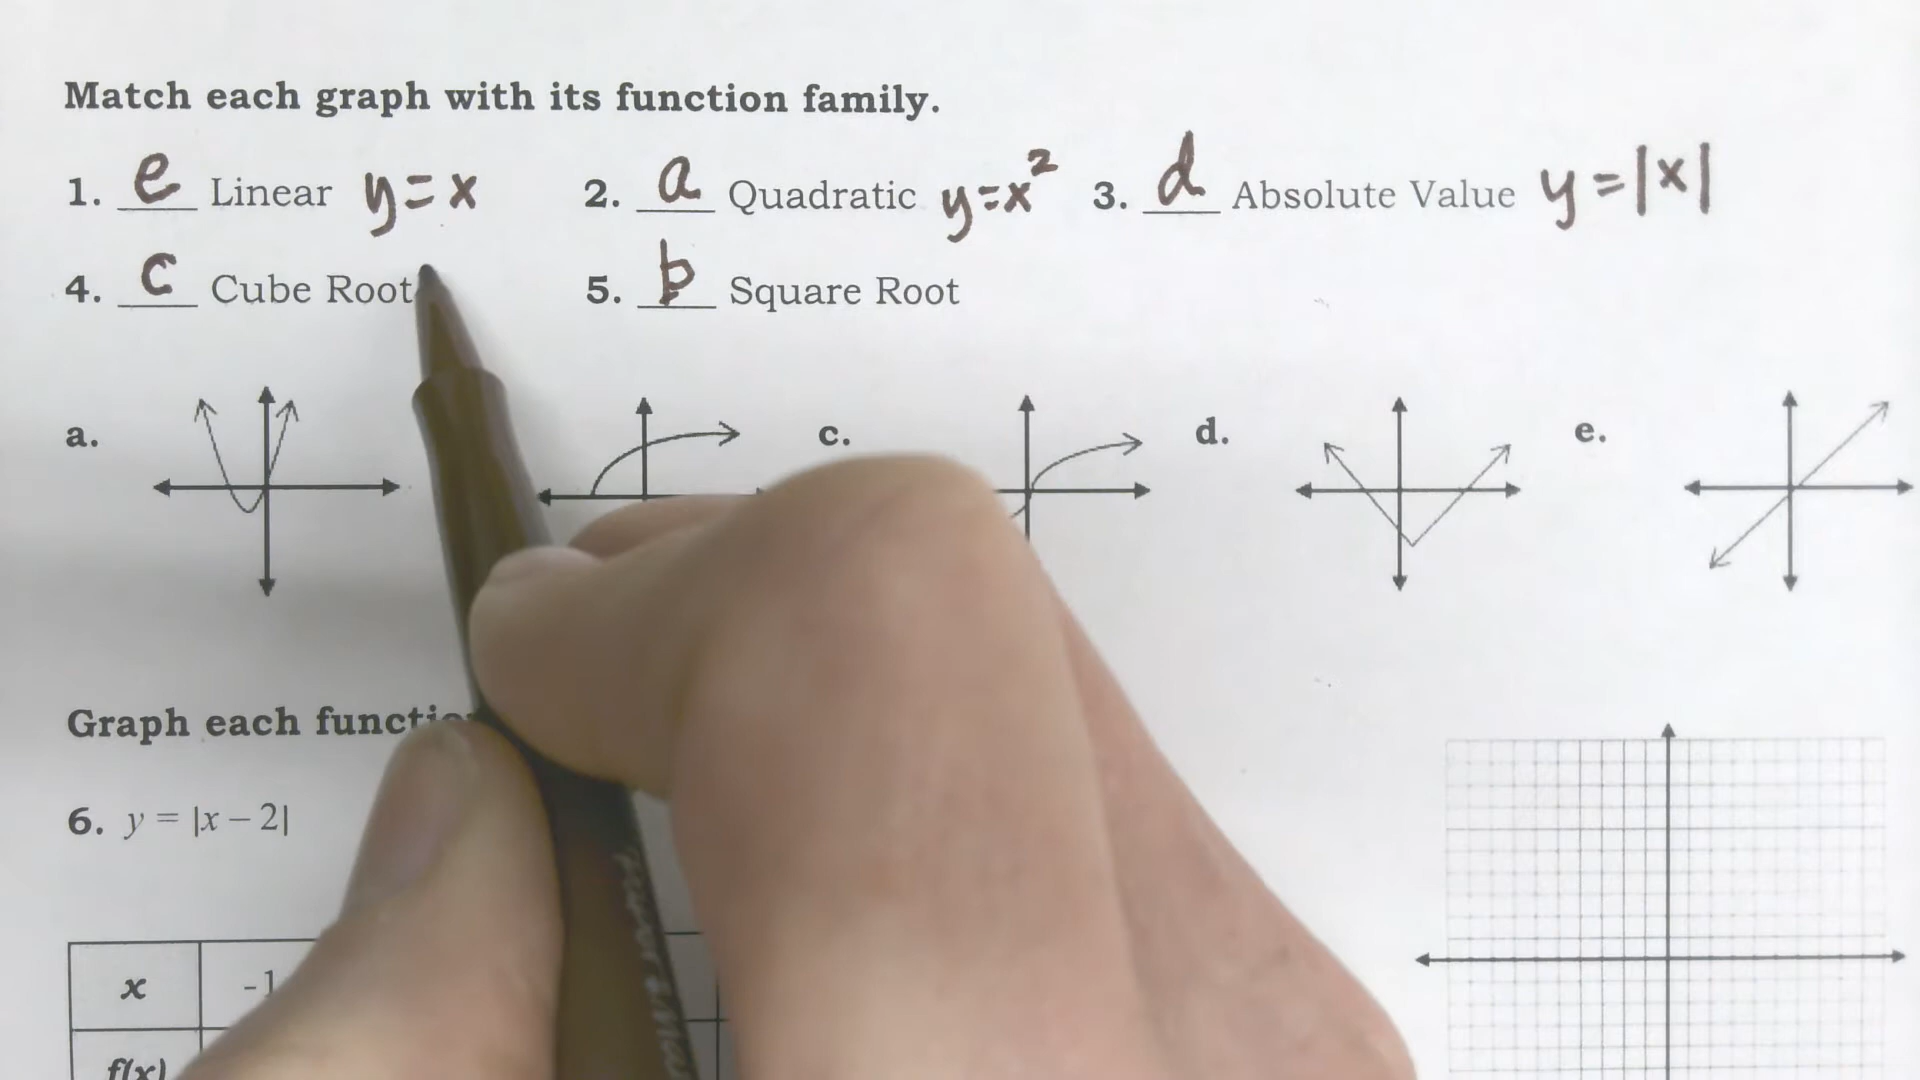 Match each graph with its function family.
1. e Linear y=x 2. a Quadratic y=x² 3. d Absolute Value y=|x|
4. c Cube Root 5. b Square Root
a. c. d. e.
Graph each
6. y = |x – 2|
x -1
f(x)